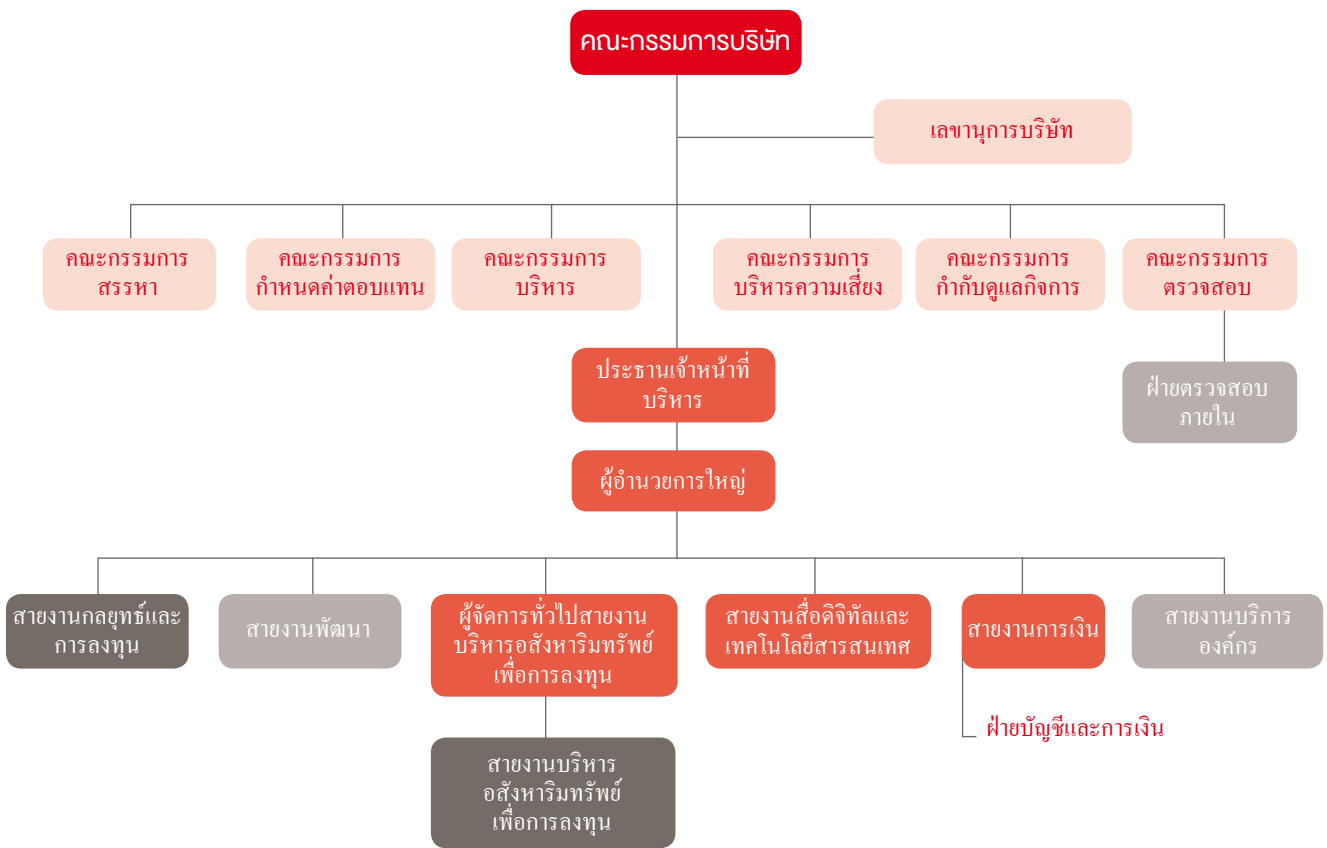 คณะกรรมการบริษัท
เลขานุการบริษัท
คณะกรรมการ
สรรหา
คณะกรรมการ
กำหนดค่าตอบแทน
คณะกรรมการ
บริหาร
คณะกรรมการ
บริหารความเสี่ยง
คณะกรรมการ
กำกับดูแลกิจการ
คณะกรรมการ
ตรวจสอบ
ประธานเจ้าหน้าที่
บริหาร
ฝ่ายตรวจสอบ
ภายใน
ผู้อำนวยการใหญ่
สายงานกลยุทธ์และ
การลงทุน
สายงานพัฒนา
ผู้จัดการทั่วไปสายงาน
บริหารอสังหาริมทรัพย์
เพื่อการลงทุน
สายงานสื่อดิจิทัลและ
เทคโนโลยีสารสนเทศ
สายงานการเงิน
สายงานบริการ
องค์กร
ฝ่ายบัญชีและการเงิน
สายงานบริหาร
อสังหาริมทรัพย์
เพื่อการลงทุน